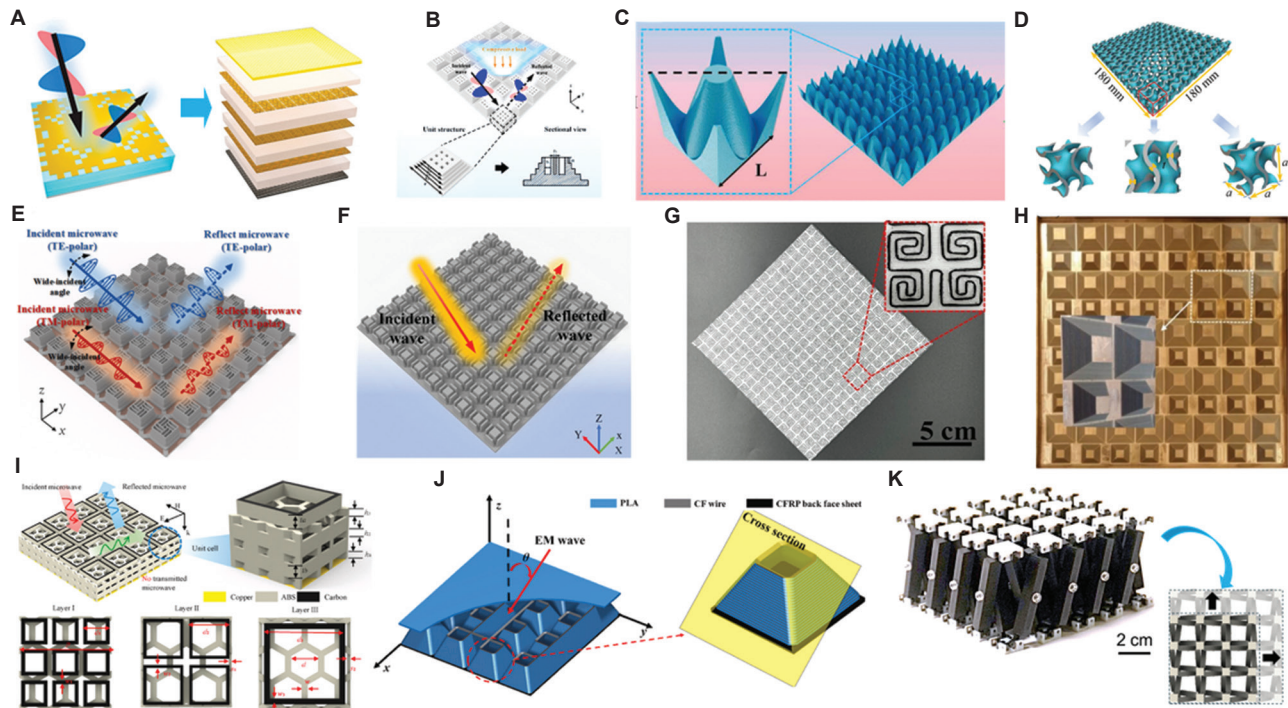 A
B
Compressive load
Incident
wave
Reflected
wave
Unit structure
Sectional view
C
L
D
180 mm
180 mm
a
a
a
E
Incident microwave
(TE-polar)
Reflect microwave
(TE-polar)
Wide-incident
angle
Incident microwave
(TM-polar)
Reflect microwave
(TM-polar)
Wide-incident
angle
z
y
x
F
Incident
wave
Reflected
wave
Z
Y
x
X
G
5 cm
H
I
Incident microwave
Reflected microwave
Unit cell
No transmitted
microwave
Copper
ABS
Carbon
Layer I
Layer II
Layer III
J
PLA
CF wire
CFRP back face sheet
z
EM wave
θ
y
x
Cross section
K
2 cm